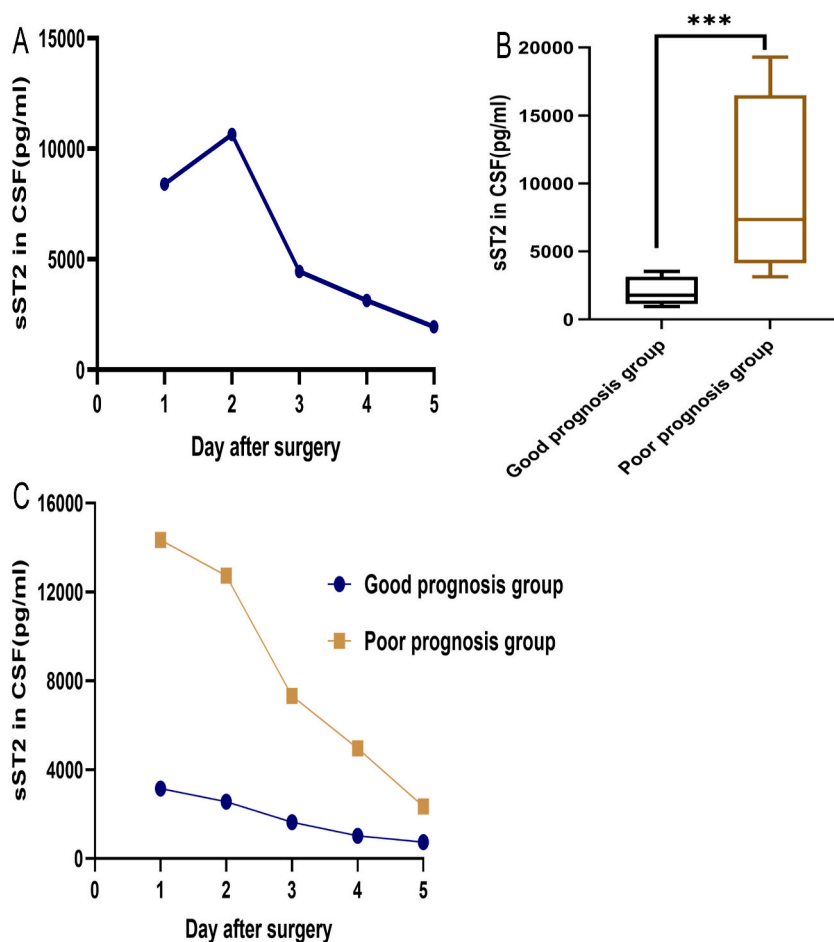 A
15000
10000
5000
0
sST2 in CSF(pg/ml)
0 1 2 3 4 5
Day after surgery
B
***
20000
15000
10000
5000
0
sST2 in CSF(pg/ml)
Good prognosis group
Poor prognosis group
C
16000
12000
8000
4000
0
sST2 in CSF(pg/ml)
Good prognosis group
Poor prognosis group
0 1 2 3 4 5
Day after surgery